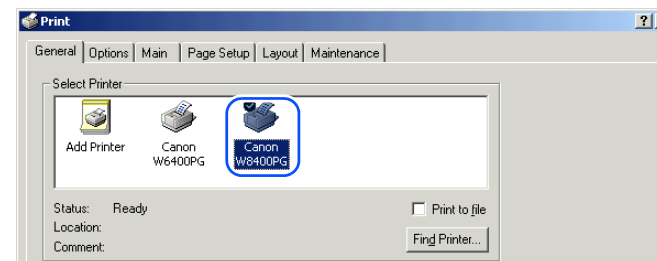 Print
General Options Main Page Setup Layout Maintenance
Select Printer
Add Printer Canon W6400PG Canon W8400PG
Status: Ready
Print to file
Location:
Comment:
Find Printer...